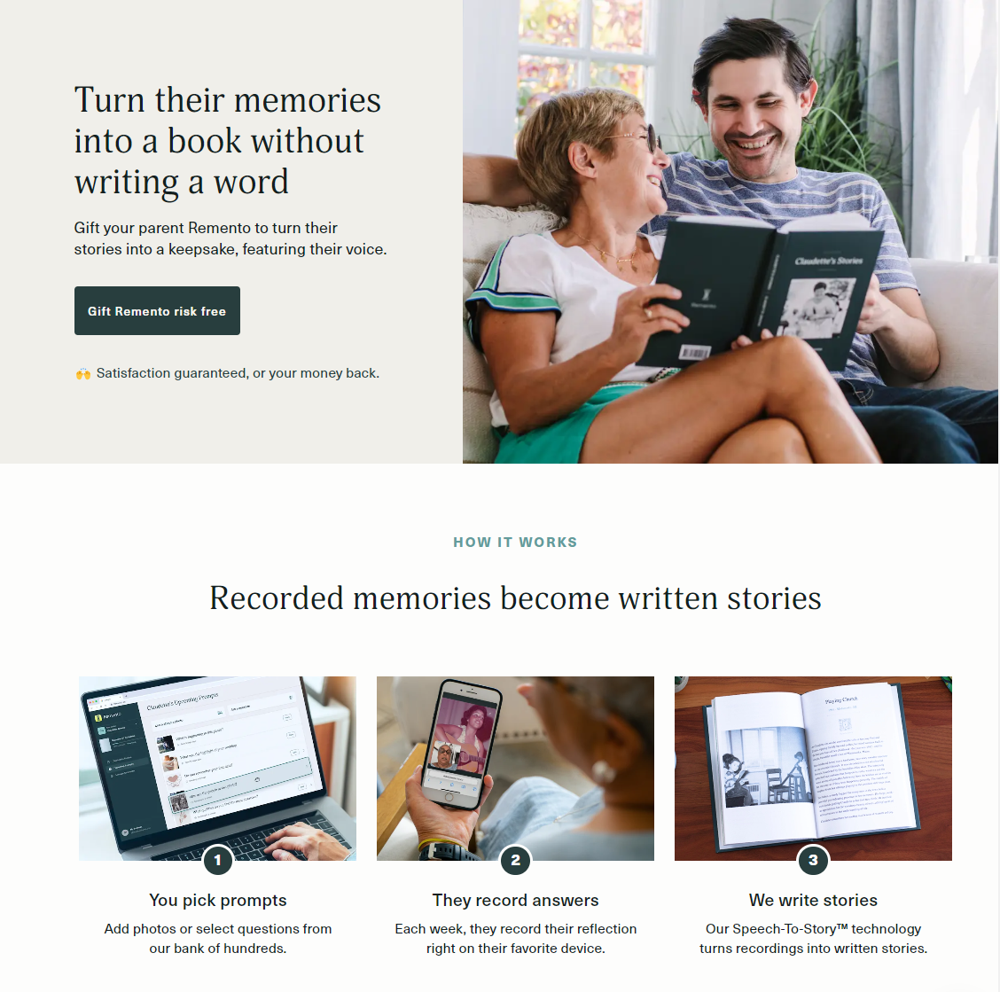 Turn their memories
into a book without
writing a word
Gift your parent Remento to turn their
stories into a keepsake, featuring their voice.
Gift Remento risk free
🙌 Satisfaction guaranteed, or your money back.
Claudette's Stories
Remento
HOW IT WORKS
Recorded memories become written stories
Claudette's Upcoming Prompts
Playing Church
1
2
3
You pick prompts
They record answers
We write stories
Add photos or select questions from
our bank of hundreds.
Each week, they record their reflection
right on their favorite device.
Our Speech-To-Story™ technology
turns recordings into written stories.